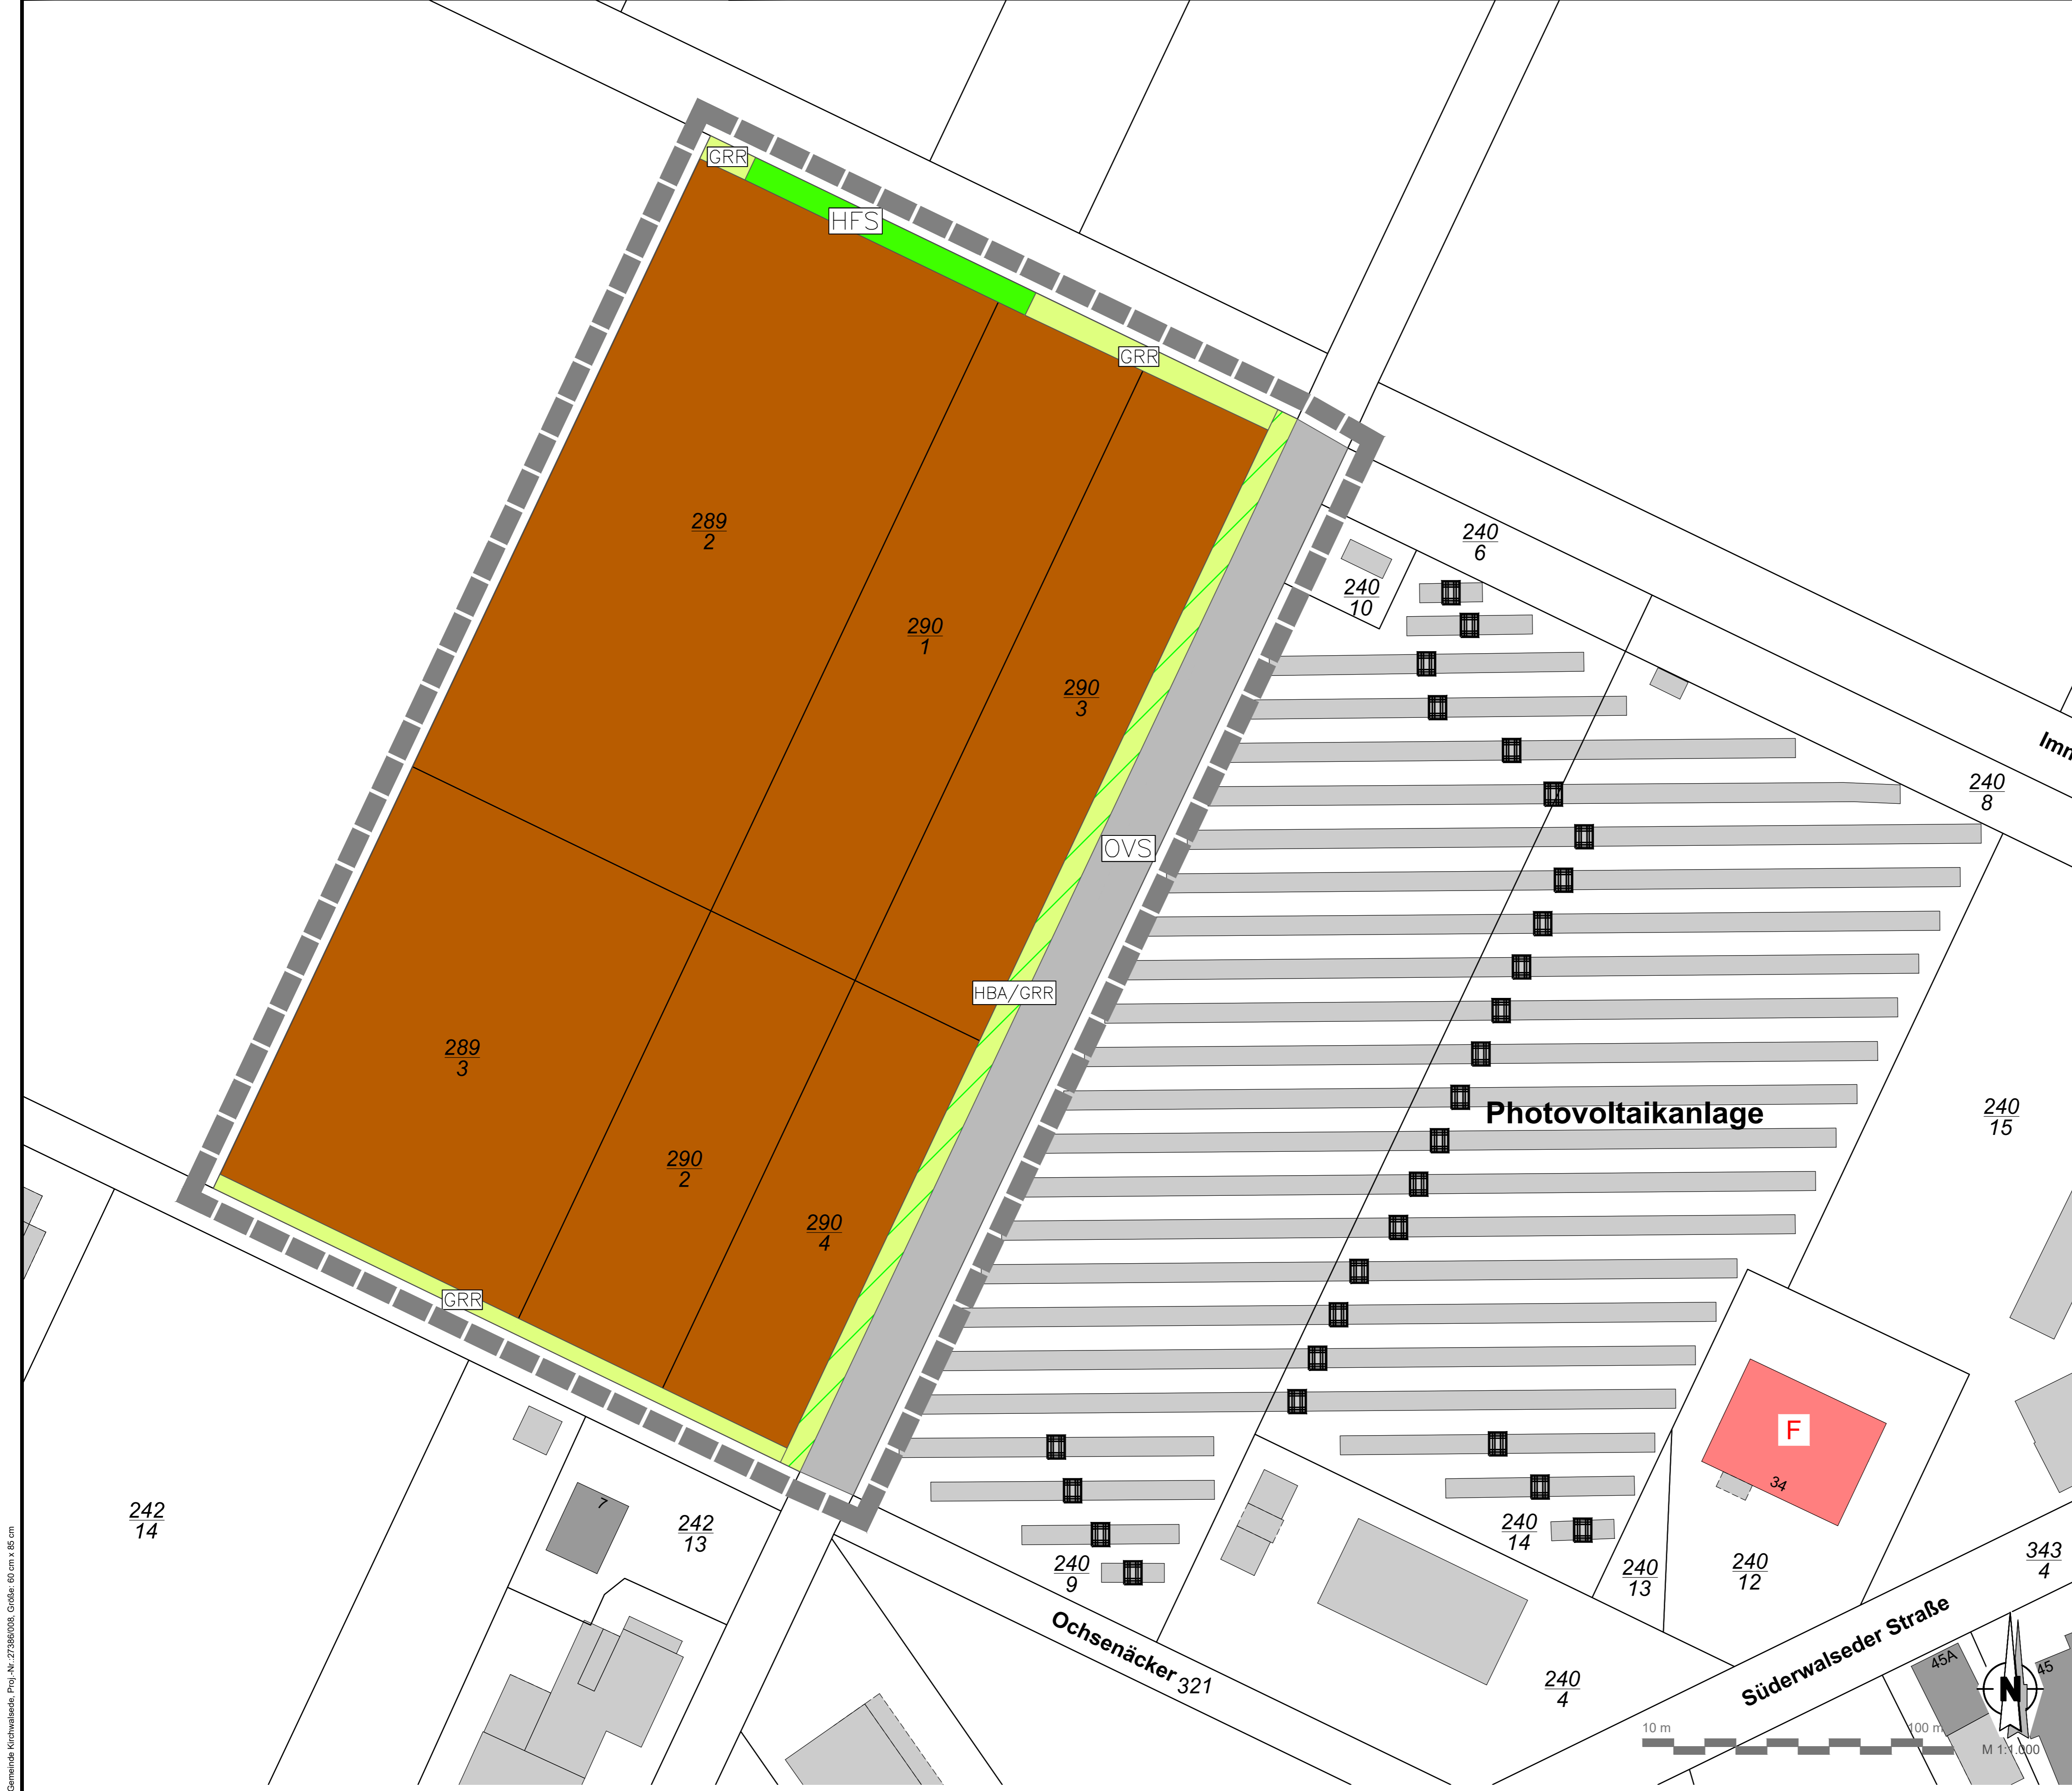 GRR
HFS
GRR
289
2
240
6
240
10
290
1
290
3
Imm
240
8
OVS
HBA/GRR
289
3
Photovoltaikanlage
240
15
290
2
290
4
GRR
F
34
7
242
14
242
13
240
14
240
9
240
13
240
12
343
4
Ochsenäcker 321
Süderwalseder Straße
240
4
45A
45
N
10 m
100 m
M 1:1.000
Gemeinde Kirchwalsede, Proj.-Nr.:27386/008, Größe: 60 cm x 85 cm